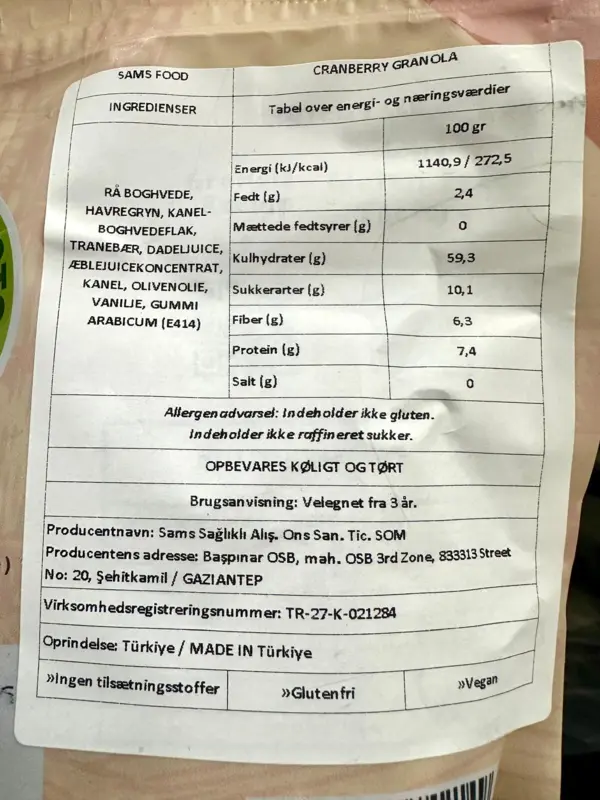 SAMS FOOD
CRANBERRY GRANOLA
INGREDIENSER
Tabel over energi- og næringsværdier
100 gr
RÅ BOGHVEDE,
HAVREGRYN, KANEL-
BOGHVEDEFLAK,
TRANEBÆR, DADELJUICE,
ÆBLEJUICEKONCENTRAT,
KANEL, OLIVENOLIE,
VANILIE, GUMMI
ARABICUM (E414)
Energi (kJ/kcal) 1140,9 / 272,5
Fedt (g) 2,4
Mættede fedtsyrer (g) 0
Kulhydrater (g) 59,3
Sukkerarter (g) 10,1
Fiber (g) 6,3
Protein (g) 7,4
Salt (g) 0
Allergenadvarsel: Indeholder ikke gluten.
Indeholder ikke raffineret sukker.
OPBEVARES KØLIGT OG TØRT
Brugsanvisning: Velegnet fra 3 år.
Producentnavn: Sams Sağlıklı Alış. Ons San. Tic. SOM
Producentens adresse: Başpınar OSB, mah. OSB 3rd Zone, 833313 Street
No: 20, Şehitkamil / GAZIANTEP
Virksomhedsregistreringsnummer: TR-27-K-021284
Oprindelse: Türkiye / MADE IN Türkiye
»Ingen tilsætningsstoffer
»Glutenfri
»Vegan